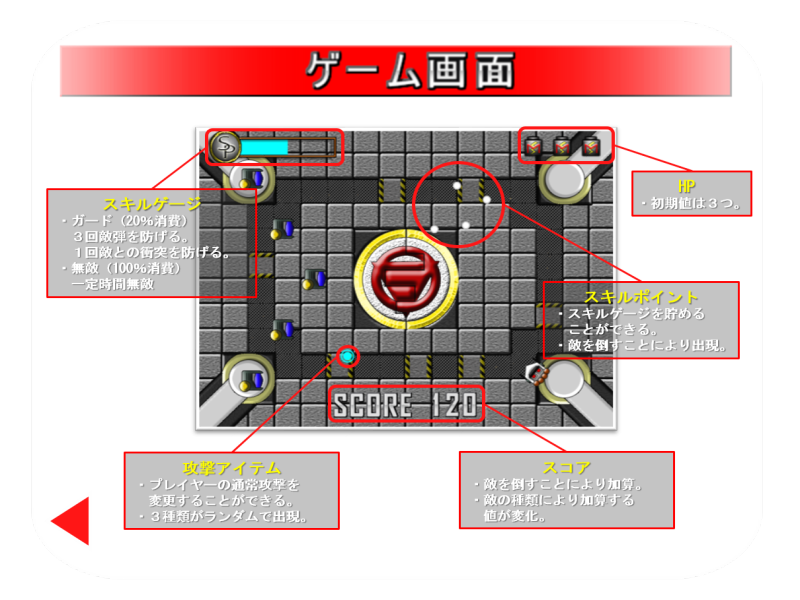 ゲーム画面
SP
スキルゲージ
・ガード（20%消費）
３回敵弾を防げる。
１回敵との衝突を防げる。
・無敵（100%消費）
一定時間無敵
HP
・初期値は３つ。
スキルポイント
・スキルゲージを貯める
ことができる。
・敵を倒すことにより出現。
SCORE 120
攻撃アイテム
・プレイヤーの通常攻撃を
変更することができる。
・３種類がランダムで出現。
スコア
・敵を倒すことにより加算。
・敵の種類により加算する
値が変化。